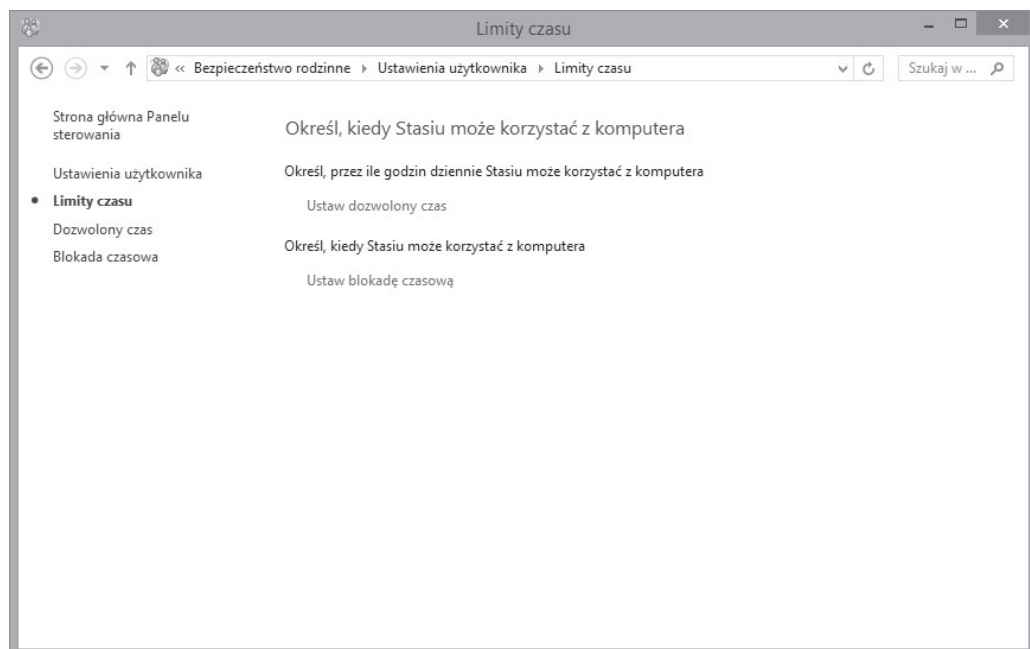 Limity czasu
« Bezpieczeństwo rodzinne Ustawienia użytkownika Limity czasu
Szukaj w ...
Strona główna Panelu
sterowania
Ustawienia użytkownika
• Limity czasu
Dozwolony czas
Blokada czasowa
Określ, kiedy Stasiu może korzystać z komputera
Określ, przez ile godzin dziennie Stasiu może korzystać z komputera
Ustaw dozwolony czas
Określ, kiedy Stasiu może korzystać z komputera
Ustaw blokadę czasową